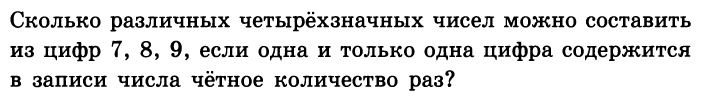 Сколько различных четырёхзначных чисел можно составить
из цифр 7, 8, 9, если одна и только одна цифра содержится
в записи числа чётное количество раз?